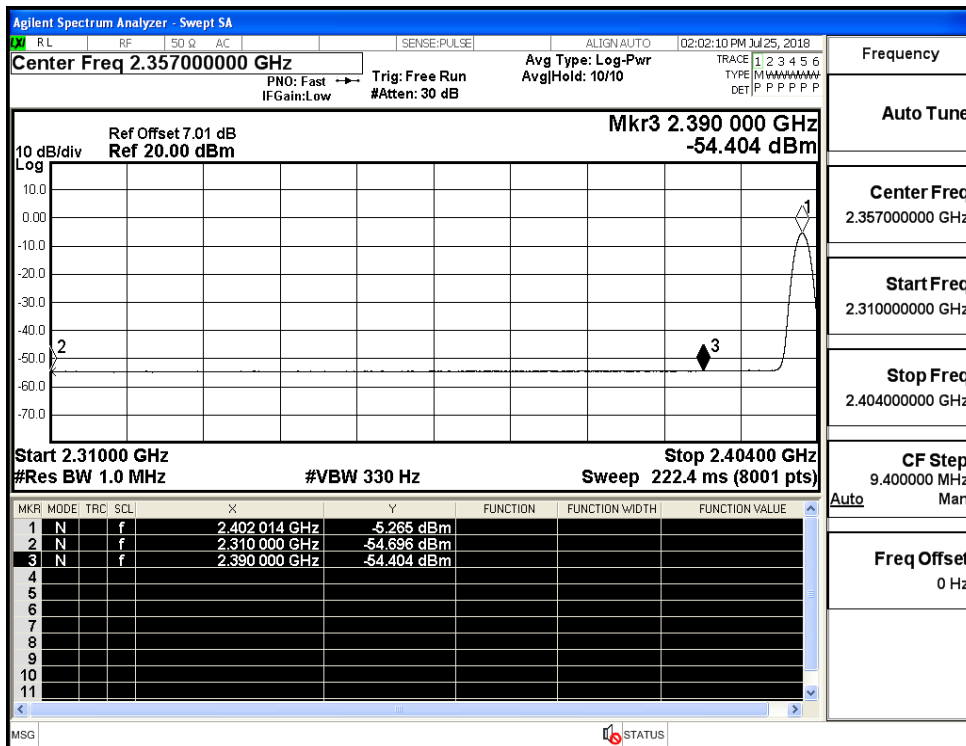 Agilent Spectrum Analyzer - Swept SA
LXI RL RF 50 Ω AC SENSE:PULSE ALIGN AUTO 02:02:10 PM Jul 25, 2018
Center Freq 2.357000000 GHz
PNO: Fast
IFGain:Low
Trig: Free Run
#Atten: 30 dB
Avg Type: Log-Pwr
Avg|Hold: 10/10
TRACE 1 2 3 4 5 6
TYPE M W W W W W
DET P P P P P P
Ref Offset 7.01 dB
10 dB/div Ref 20.00 dBm
Log
Mkr3 2.390 000 GHz
-54.404 dBm
10.0
0.00
-10.0
-20.0
-30.0
-40.0
-50.0
-60.0
-70.0
1
2
3
Start 2.31000 GHz Stop 2.40400 GHz
#Res BW 1.0 MHz #VBW 330 Hz Sweep 222.4 ms (8001 pts)
MKR MODE TRC SCL X Y FUNCTION FUNCTION WIDTH FUNCTION VALUE
1 N f 2.402 014 GHz -5.265 dBm
2 N f 2.310 000 GHz -54.696 dBm
3 N f 2.390 000 GHz -54.404 dBm
4
5
6
7
8
9
10
11
MSG STATUS
Frequency
Auto Tune
Center Freq
2.357000000 GHz
Start Freq
2.310000000 GHz
Stop Freq
2.404000000 GHz
CF Step
9.400000 MHz
Auto Man
Freq Offset
0 Hz